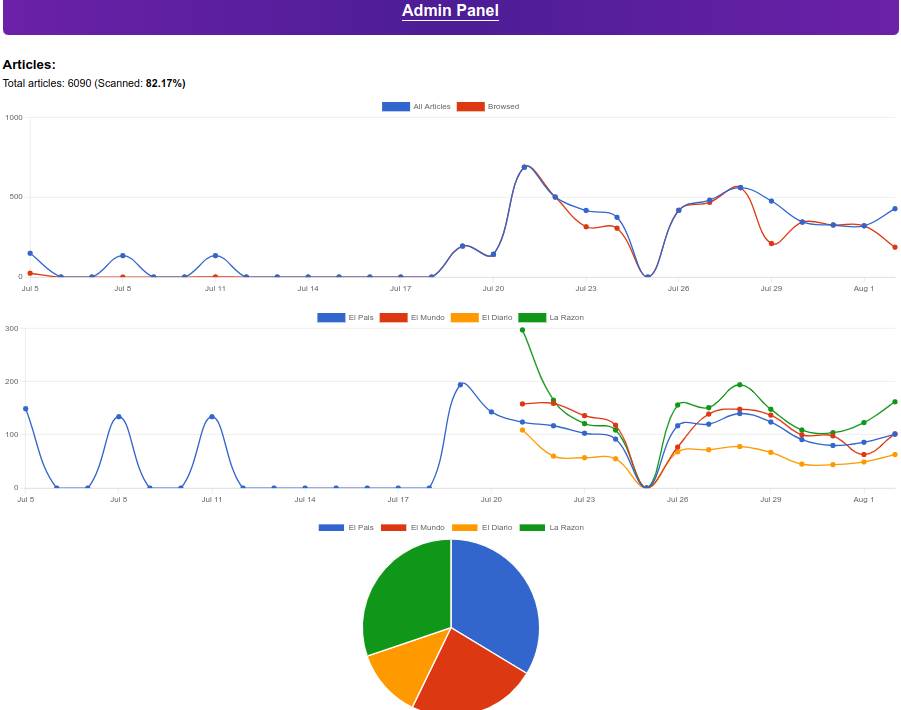 Admin Panel
Articles:
Total articles: 6090 (Scanned: 82.17%)
All Articles Browsed
1000
500
0
Jul 5 Jul 8 Jul 11 Jul 14 Jul 17 Jul 20 Jul 23 Jul 26 Jul 29 Aug 1
El Pais El Mundo El Diario La Razon
300
200
100
0
Jul 5 Jul 8 Jul 11 Jul 14 Jul 17 Jul 20 Jul 23 Jul 26 Jul 29 Aug 1
El Pais El Mundo El Diario La Razon